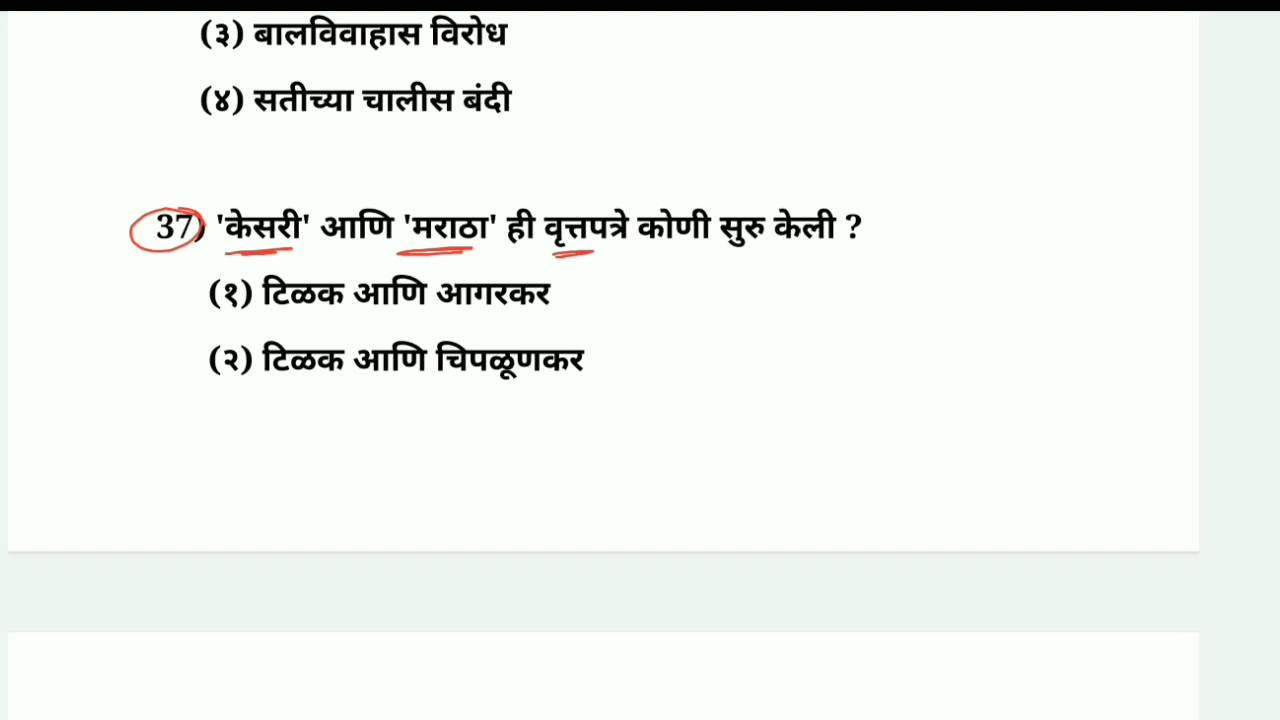 (३) बालविवाहास विरोध
(४) सतीच्या चालीस बंदी
37) 'केसरी' आणि 'मराठा' ही वृत्तपत्रे कोणी सुरु केली ?
(१) टिळक आणि आगरकर
(२) टिळक आणि चिपळूणकर